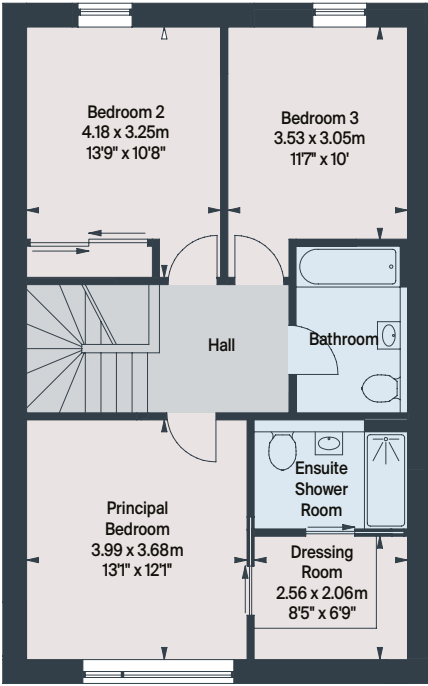 Bedroom 2
4.18 x 3.25m
13'9" x 10'8"
Bedroom 3
3.53 x 3.05m
11'7" x 10'
Hall
Bathroom
Ensuite
Shower
Room
Principal
Bedroom
3.99 x 3.68m
13'1" x 12'1"
Dressing
Room
2.56 x 2.06m
8'5" x 6'9"